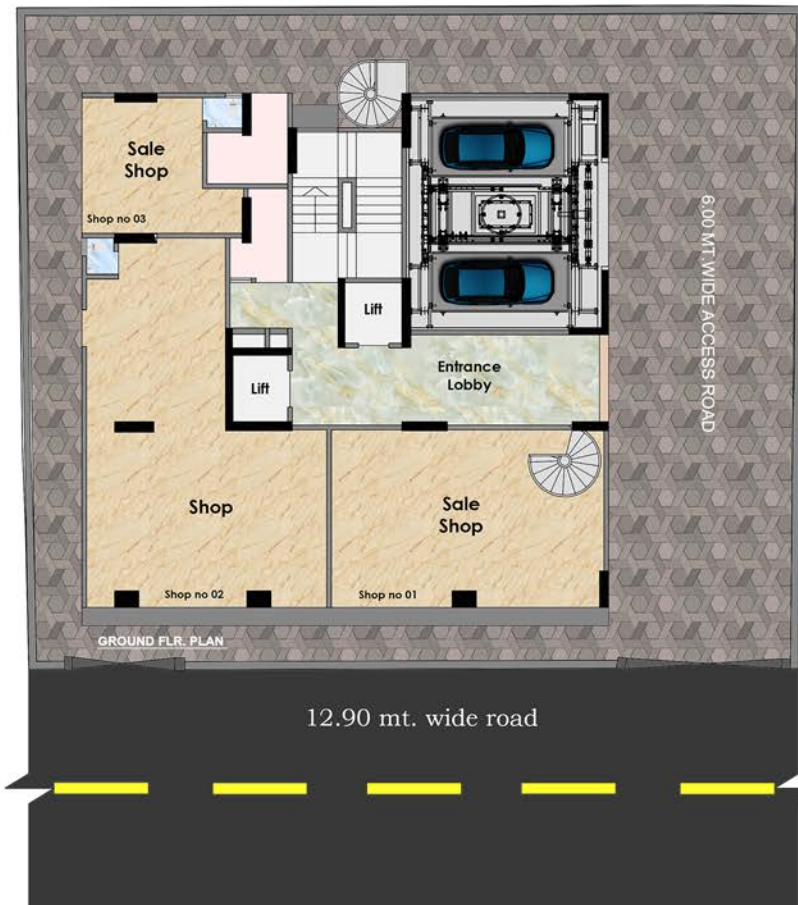 Sale
Shop
Shop no 03
Lift
Entrance
Lobby
Lift
6.00 MT.WIDE ACCESS ROAD
Shop
Sale
Shop
Shop no 02
Shop no 01
GROUND FLR. PLAN
12.90 mt. wide road